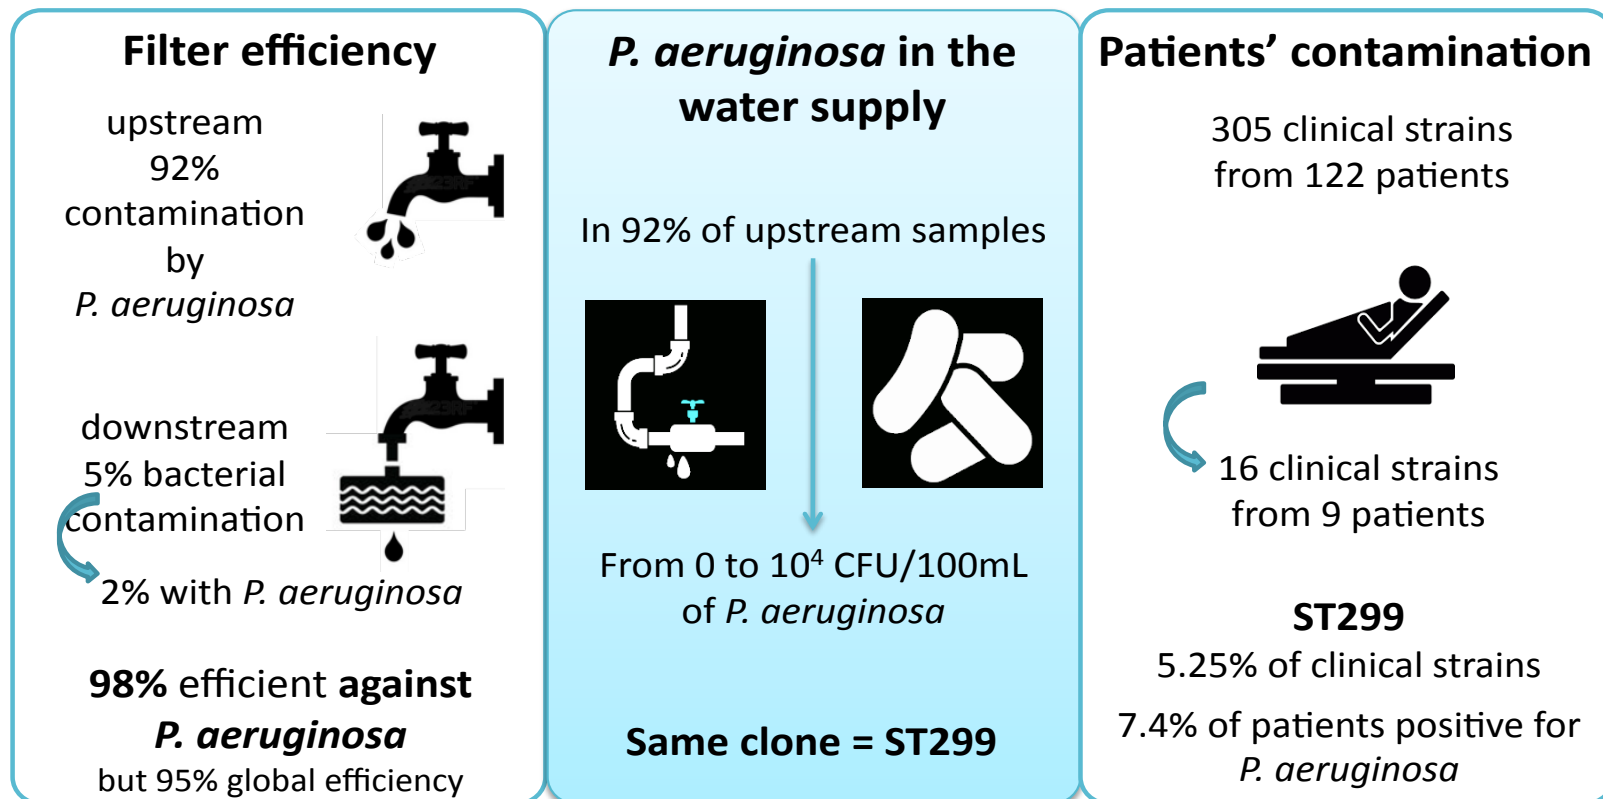 Filter efficiency
upstream
92%
contamination
by
P. aeruginosa
downstream
5% bacterial
contamination
2% with P. aeruginosa
98% efficient against
P. aeruginosa
but 95% global efficiency
P. aeruginosa in the
water supply
In 92% of upstream samples
From 0 to 10⁴ CFU/100mL
of P. aeruginosa
Same clone = ST299
Patients’ contamination
305 clinical strains
from 122 patients
16 clinical strains
from 9 patients
ST299
5.25% of clinical strains
7.4% of patients positive for
P. aeruginosa